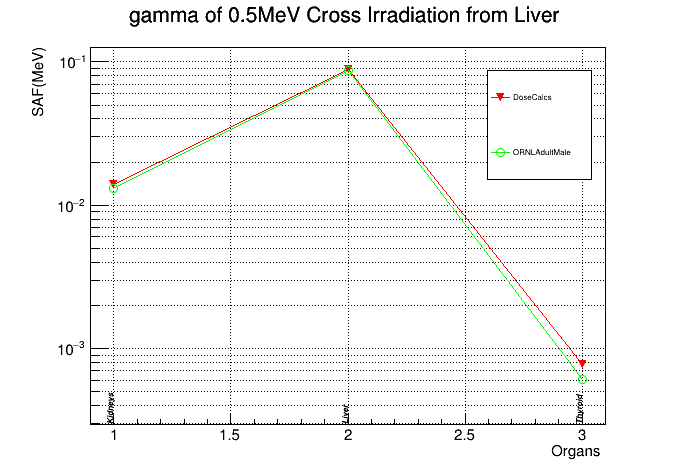 gamma of 0.5MeV Cross Irradiation from Liver
SAF(MeV)
10⁻¹
10⁻²
10⁻³
DoseCalcs
ORNLAdultMale
Kidneys
Liver
Thyroid
1 1.5 2 2.5 3
Organs